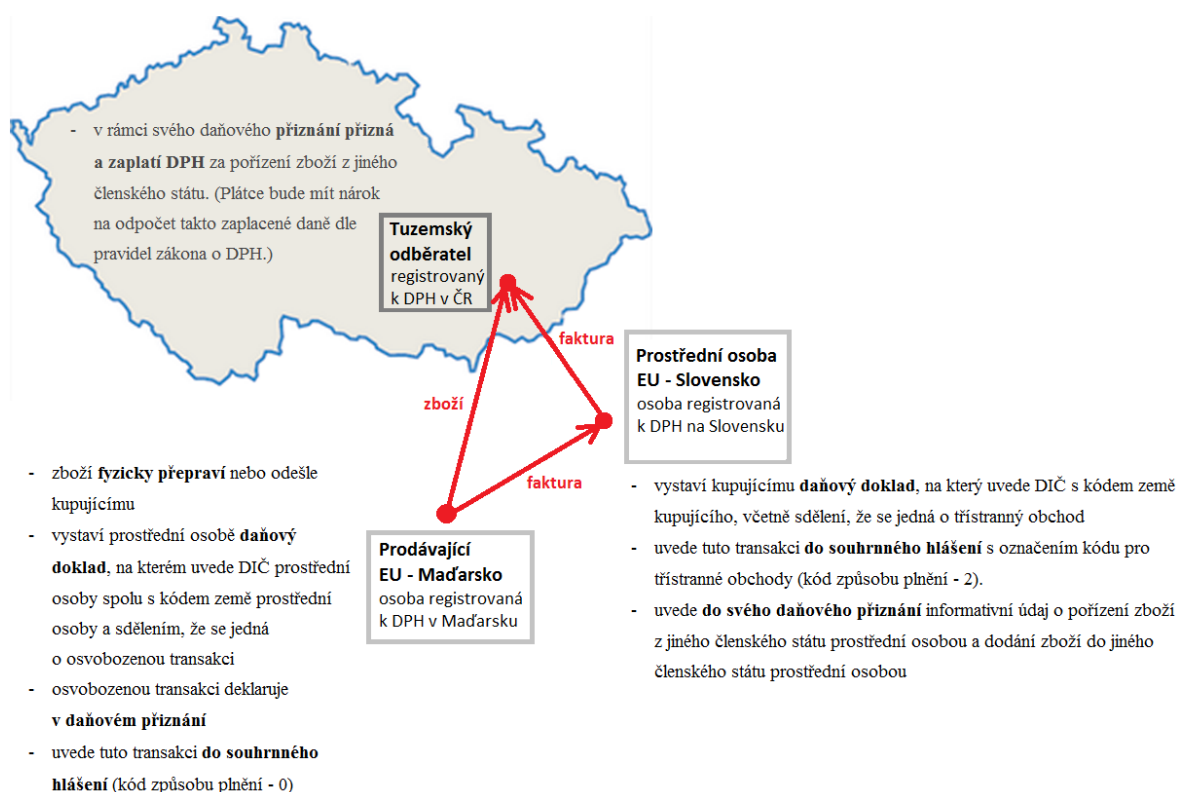 - v rámci svého daňového přiznání přizná
a zaplatí DPH za pořízení zboží z jiného
členského státu. (Plátce bude mít nárok
na odpočet takto zaplacené daně dle
pravidel zákona o DPH.)
Tuzemský
odběratel
registrovaný
k DPH v ČR
faktura
Prostřední osoba
EU - Slovensko
osoba registrovaná
k DPH na Slovensku
zboží
faktura
- zboží fyzicky přepraví nebo odešle
kupujícímu
- vystaví prostřední osobě daňový
doklad, na kterém uvede DIČ prostřední
osoby spolu s kódem země prostřední
osoby a sdělením, že se jedná
o osvobozenou transakci
- osvobozenou transakci deklaruje
v daňovém přiznání
- uvede tuto transakci do souhrnného
hlášení (kód způsobu plnění - 0)
Prodávající
EU - Maďarsko
osoba registrovaná
k DPH v Maďarsku
- vystaví kupujícímu daňový doklad, na který uvede DIČ s kódem země
kupujícího, včetně sdělení, že se jedná o třístranný obchod
- uvede tuto transakci do souhrnného hlášení s označením kódu pro
třístranné obchody (kód způsobu plnění - 2).
- uvede do svého daňového přiznání informativní údaj o pořízení zboží
z jiného členského státu prostřední osobou a dodání zboží do jiného
členského státu prostřední osobou